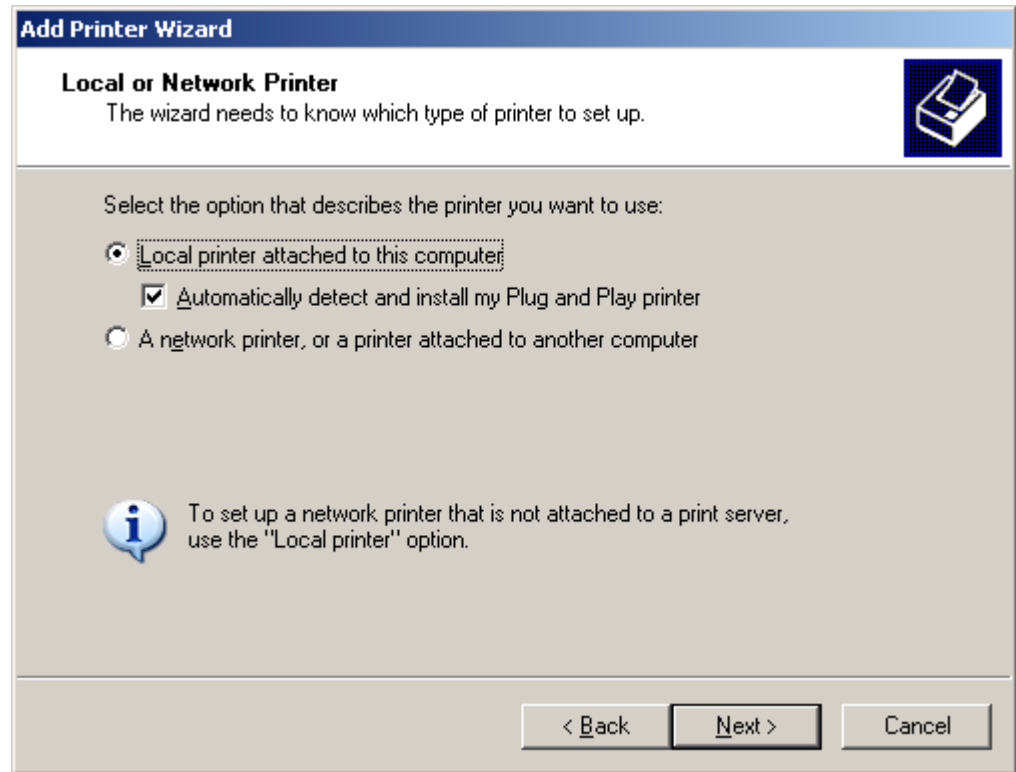 Add Printer Wizard
Local or Network Printer
The wizard needs to know which type of printer to set up.
Select the option that describes the printer you want to use:
Local printer attached to this computer
Automatically detect and install my Plug and Play printer
A network printer, or a printer attached to another computer
To set up a network printer that is not attached to a print server,
use the "Local printer" option.
< Back Next > Cancel